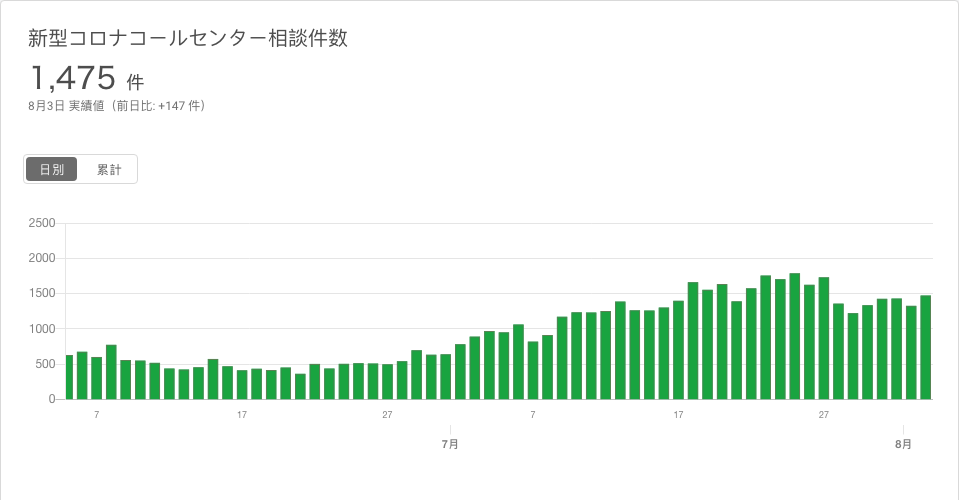 新型コロナコールセンター相談件数
1,475 件
8月3日 実績値（前日比: +147 件）
日別 累計
2500
2000
1500
1000
500
0
7 17 27 7 17 27
7月 8月